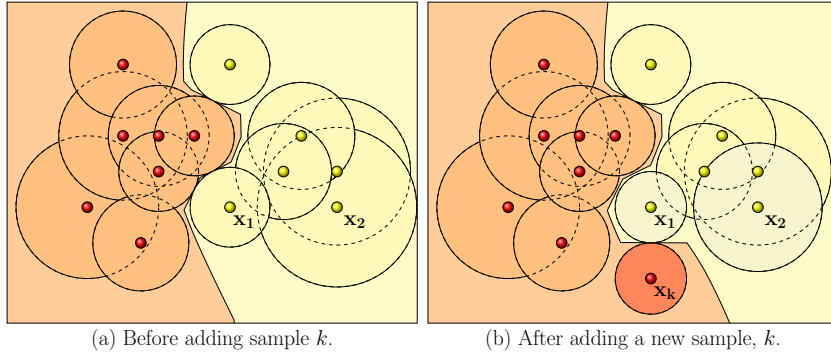 x₁
x₂
x₁
x₂
xₖ
(a) Before adding sample k.
(b) After adding a new sample, k.